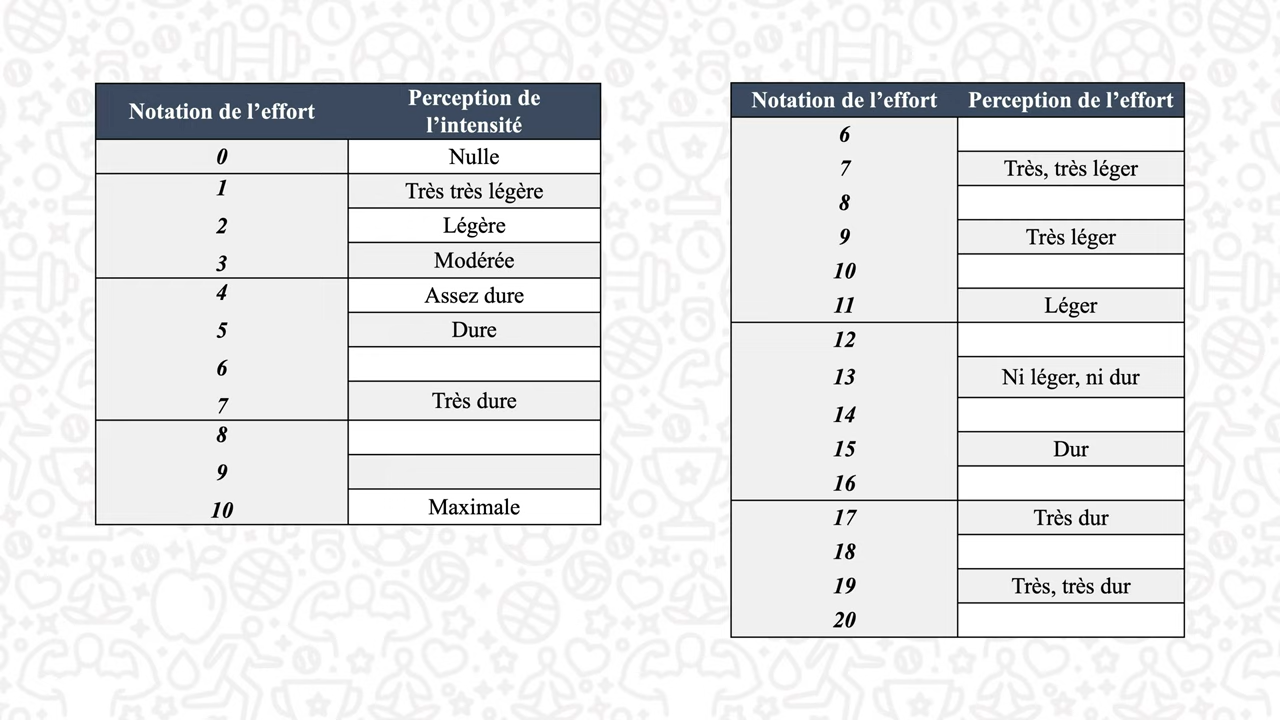 Notation de l’effort
Perception de
l’intensité
0
Nulle
1
Très très légère
2
Légère
3
Modérée
4
Assez dure
5
Dure
6
7
Très dure
8
9
10
Maximale
Notation de l’effort
Perception de l’effort
6
7
Très, très léger
8
9
Très léger
10
11
Léger
12
13
Ni léger, ni dur
14
15
Dur
16
17
Très dur
18
19
Très, très dur
20